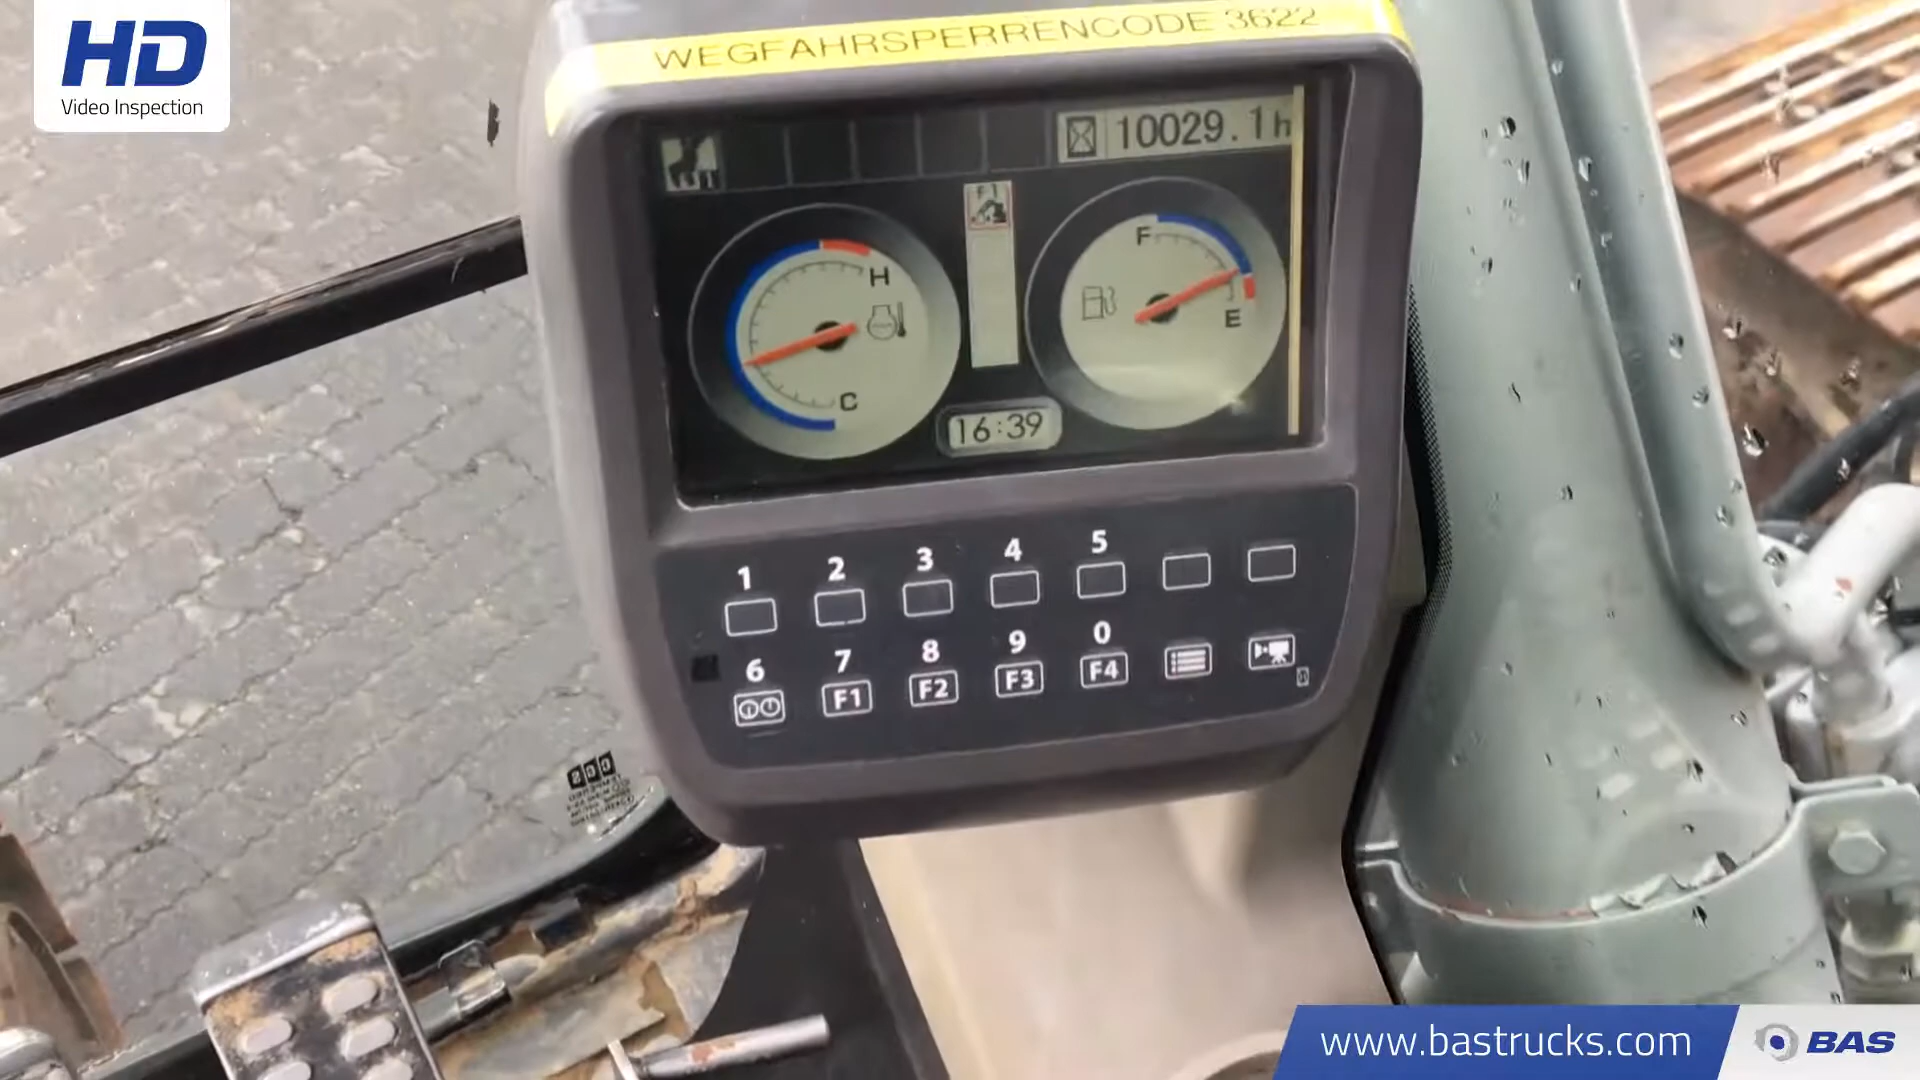 HD
Video Inspection
WEGFAHRSPERRENCODE 3622
10029.1h
F1
H
C
F
E
16:39
1 2 3 4 5
6 7 8 9 0
F1 F2 F3 F4
www.bastrucks.com
BAS